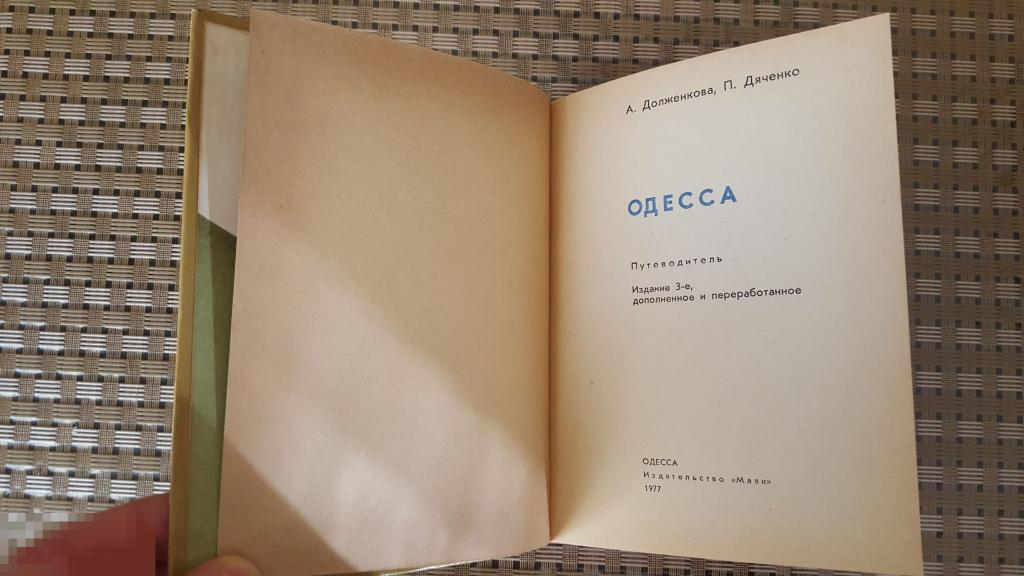 А. Долженкова, П. Дяченко
ОДЕССА
Путеводитель
Издание 3-е,
дополненное и переработанное
ОДЕССА
Издательство «Маяк»
1977